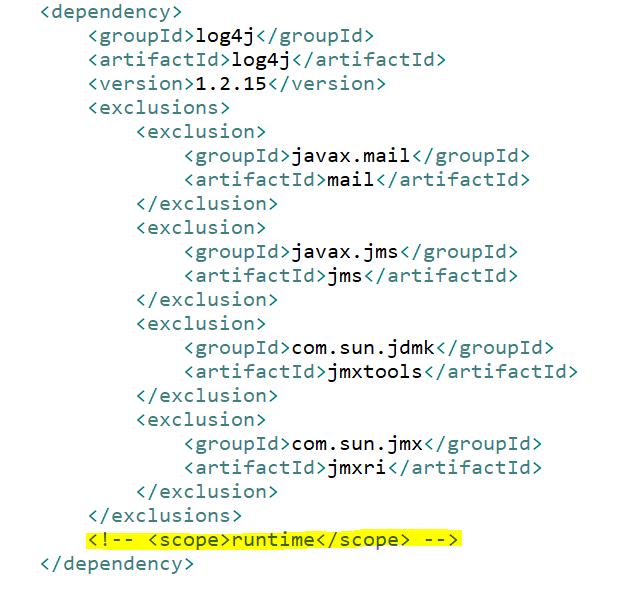 <dependency>
<groupId>log4j</groupId>
<artifactId>log4j</artifactId>
<version>1.2.15</version>
<exclusions>
<exclusion>
<groupId>javax.mail</groupId>
<artifactId>mail</artifactId>
</exclusion>
<exclusion>
<groupId>javax.jms</groupId>
<artifactId>jms</artifactId>
</exclusion>
<exclusion>
<groupId>com.sun.jdmk</groupId>
<artifactId>jmxtools</artifactId>
</exclusion>
<exclusion>
<groupId>com.sun.jmx</groupId>
<artifactId>jmxri</artifactId>
</exclusion>
</exclusions>
<!-- <scope>runtime</scope> -->
</dependency>